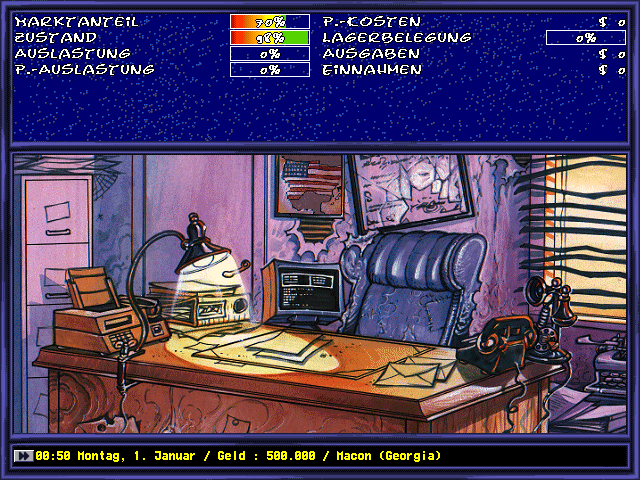 MARKTANTEIL 70% P.-KOSTEN $ 0
ZUSTAND 98% LAGERBELEGUNG 0%
AUSLASTUNG 0% AUSGABEN $ 0
P.-AUSLASTUNG 0% EINNAHMEN $ 0
00:50 Montag, 1. Januar / Geld : 500.000 / Macon (Georgia)